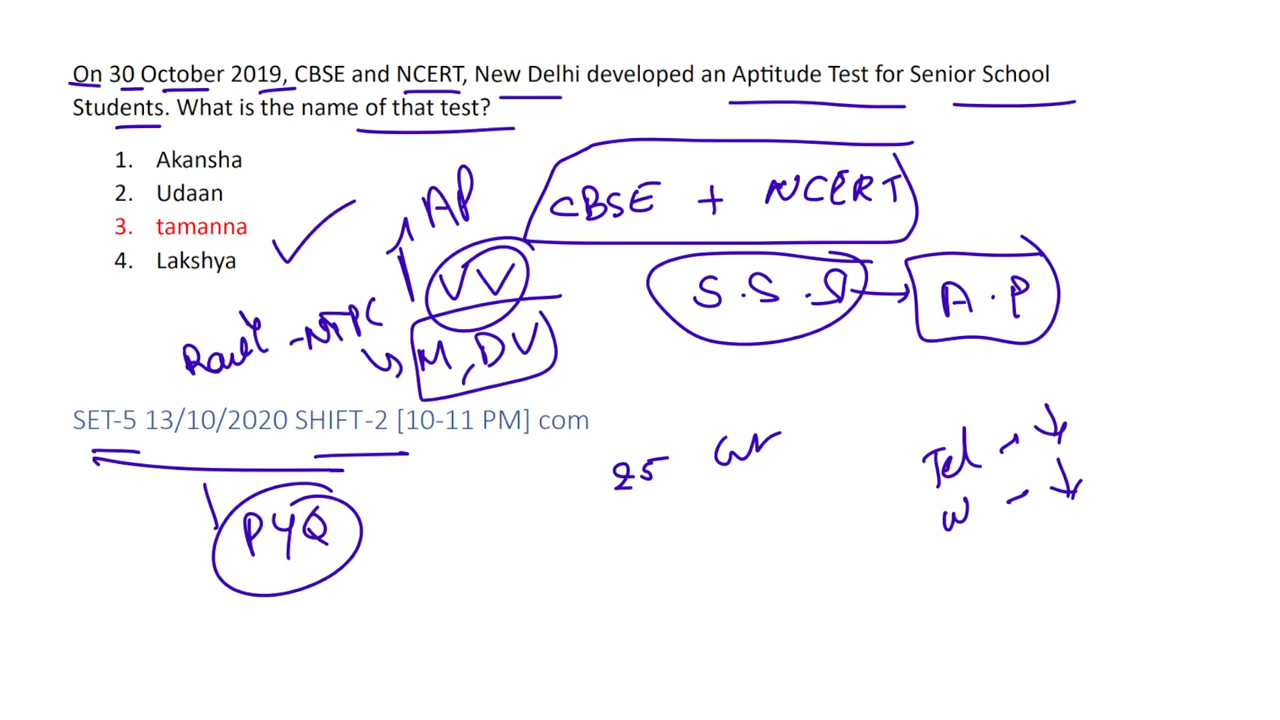 On 30 October 2019, CBSE and NCERT, New Delhi developed an Aptitude Test for Senior School
Students. What is the name of that test?
1. Akansha
2. Udaan
3. tamanna
4. Lakshya
AP
CBSE + NCERT
VV
S.S.S
A.P
NTPC
M, DV
SET-5 13/10/2020 SHIFT-2 [10-11 PM] com
25
Tel
W
PYQ